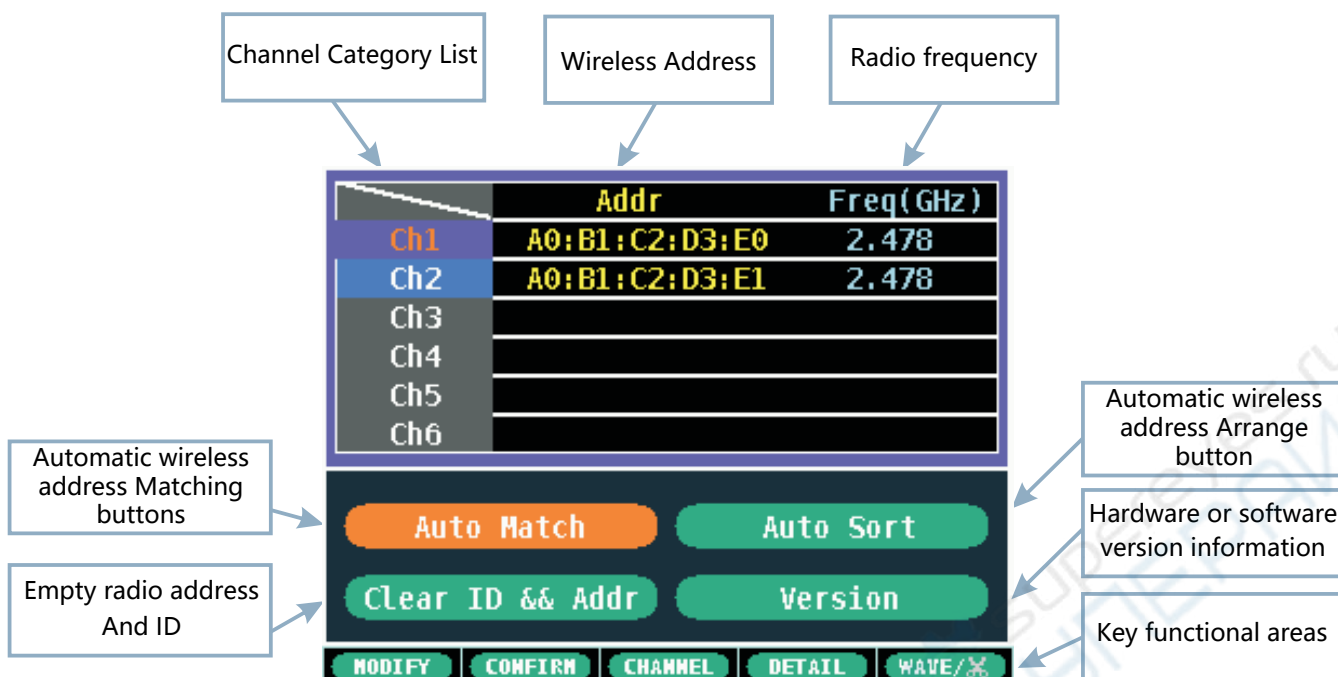 Channel Category List
Wireless Address
Radio frequency
Addr Freq(GHz)
Ch1 A0:B1:C2:D3:E0 2.478
Ch2 A0:B1:C2:D3:E1 2.478
Ch3
Ch4
Ch5
Ch6
Automatic wireless
address Matching
buttons
Automatic wireless
address Arrange
button
Auto Match Auto Sort
Hardware or software
version information
Empty radio address
And ID
Clear ID && Addr Version
Key functional areas
MODIFY CONFIRM CHANNEL DETAIL WAVE/